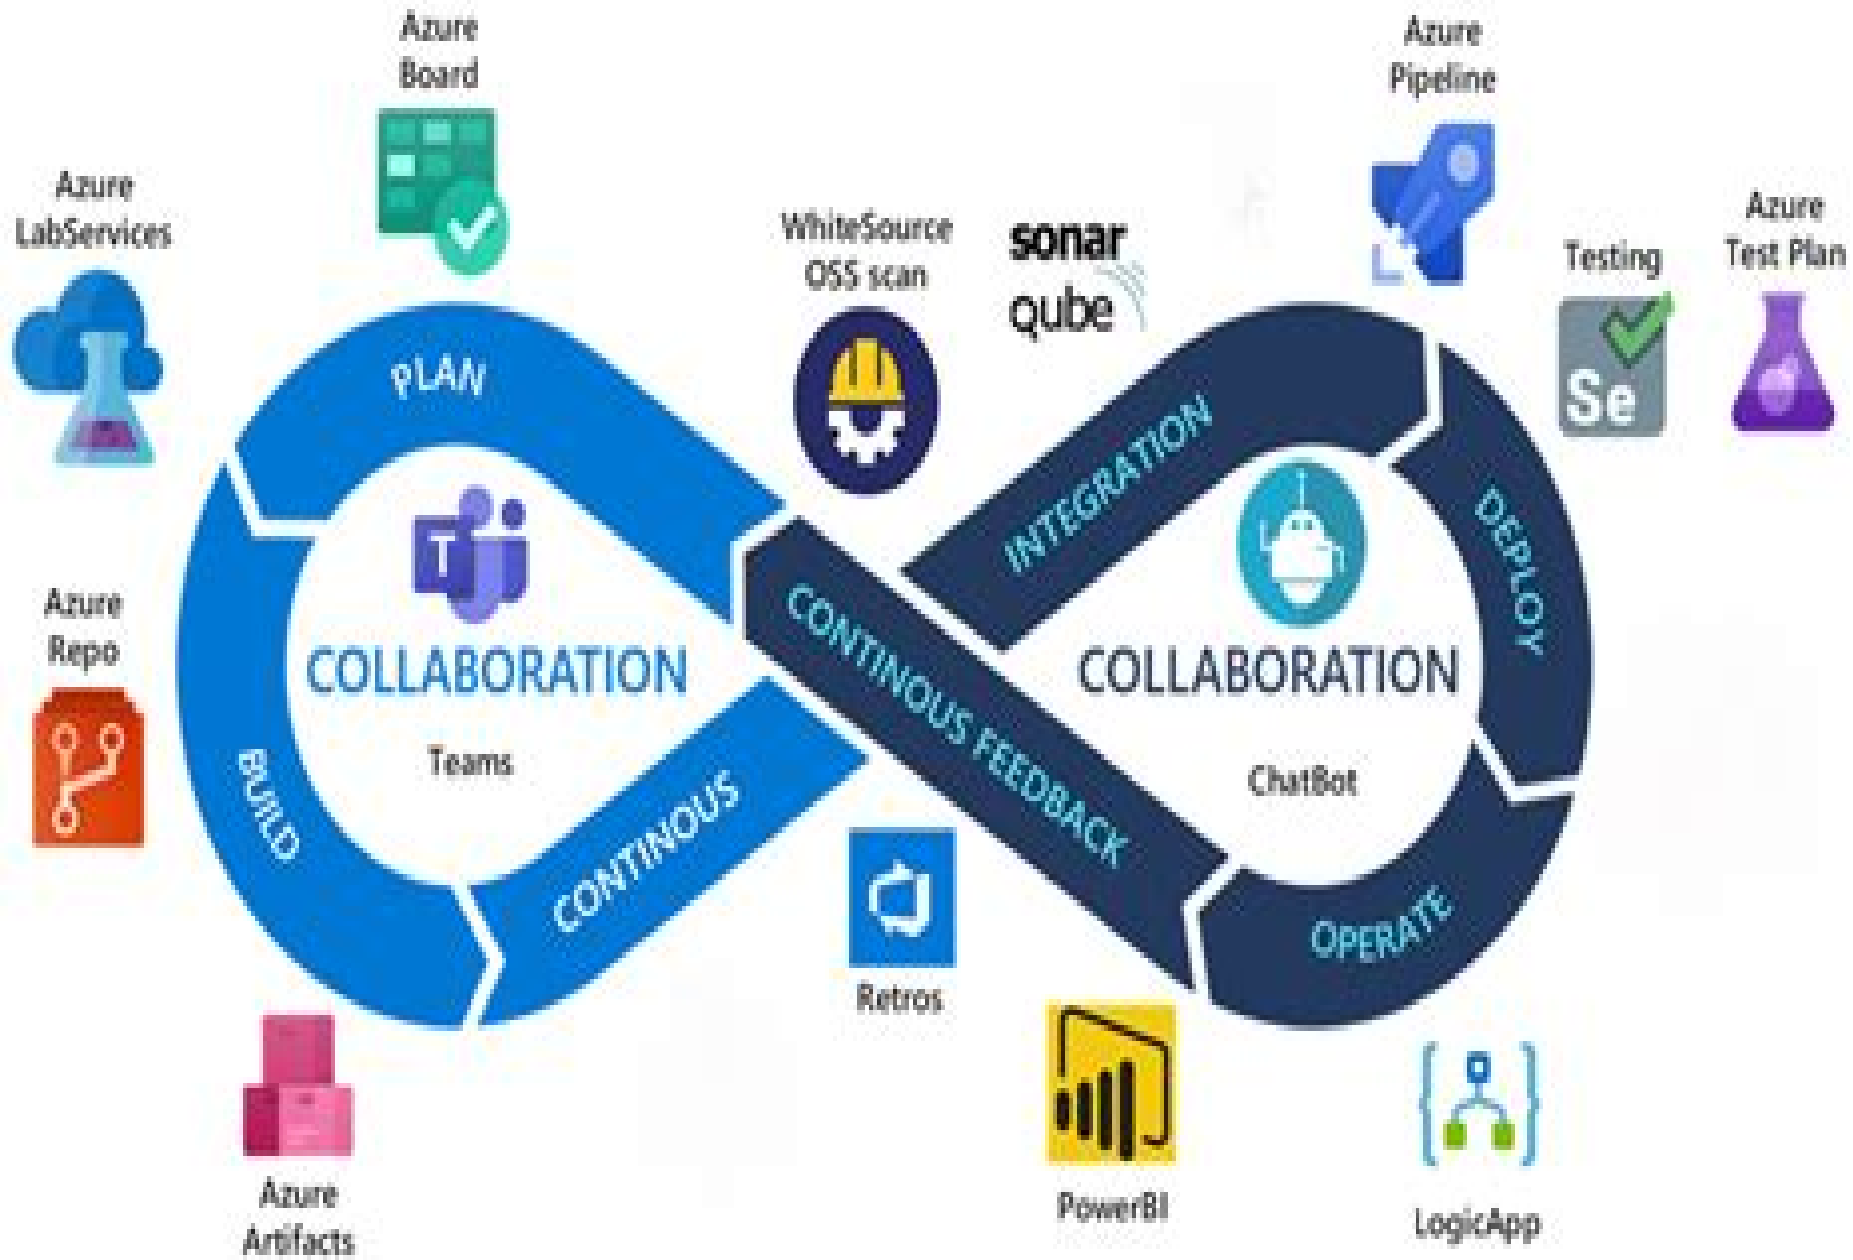 Azure
Board
Azure
Pipeline
Azure
LabServices
WhiteSource
OSS scan
sonar
qube
Testing
Se
Azure
Test Plan
PLAN
INTEGRATION
DEPLOY
T
COLLABORATION
Teams
CONTINOUS FEEDBACK
COLLABORATION
ChatBot
Azure
Repo
BUILD
CONTINOUS
OPERATE
Retros
Azure
Artifacts
PowerBI
LogicApp